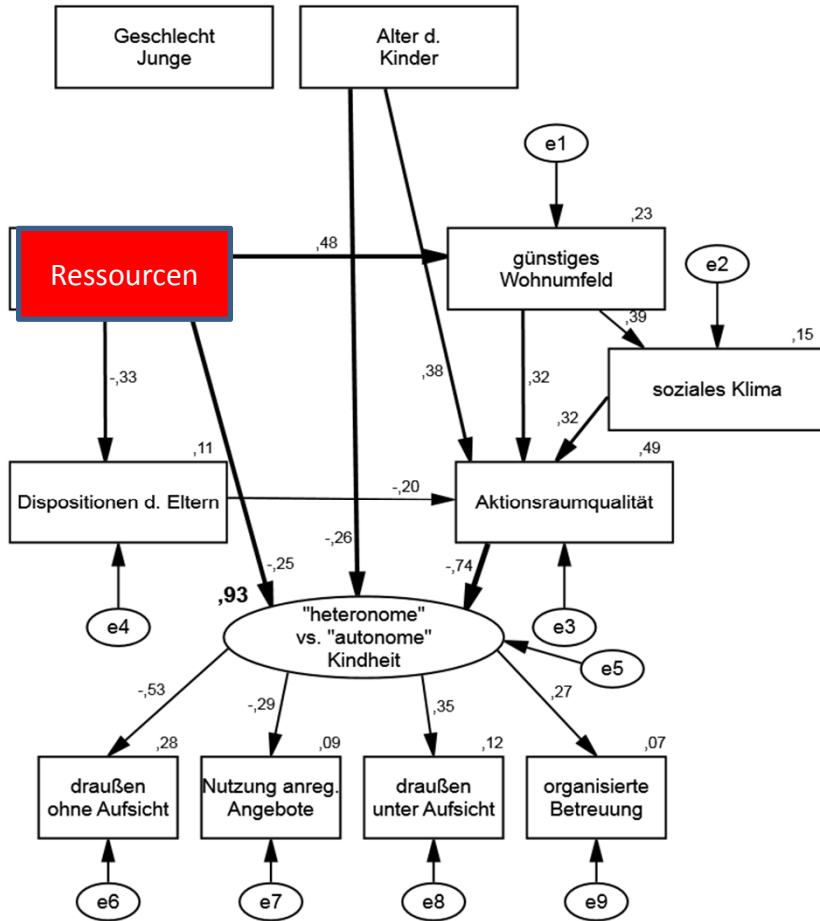 Geschlecht
Junge
Alter d.
Kinder
e1
,23
Ressourcen
,48
günstiges
Wohnumfeld
e2
,39
,15
-,33
,38
,32
soziales Klima
,32
,11
,49
Dispositionen d. Eltern
-,20
Aktionsraumqualität
-,26
-,25
-,74
,93
e4
"heteronome"
vs. "autonome"
Kindheit
e3
e5
-,53
-,29
,35
,27
,28
,09
,12
,07
draußen
ohne Aufsicht
Nutzung anreg.
Angebote
draußen
unter Aufsicht
organisierte
Betreuung
e6
e7
e8
e9